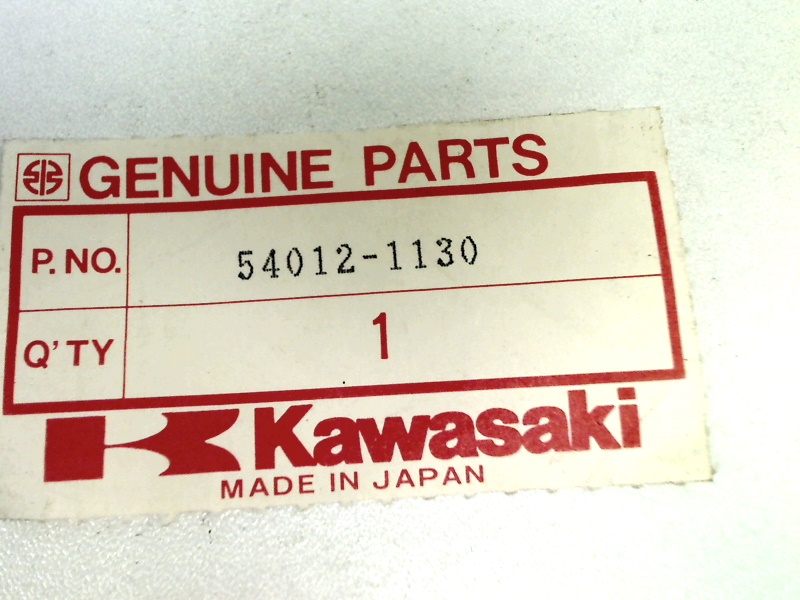 GENUINE PARTS
P. NO. 54012-1130
Q'TY 1
Kawasaki
MADE IN JAPAN